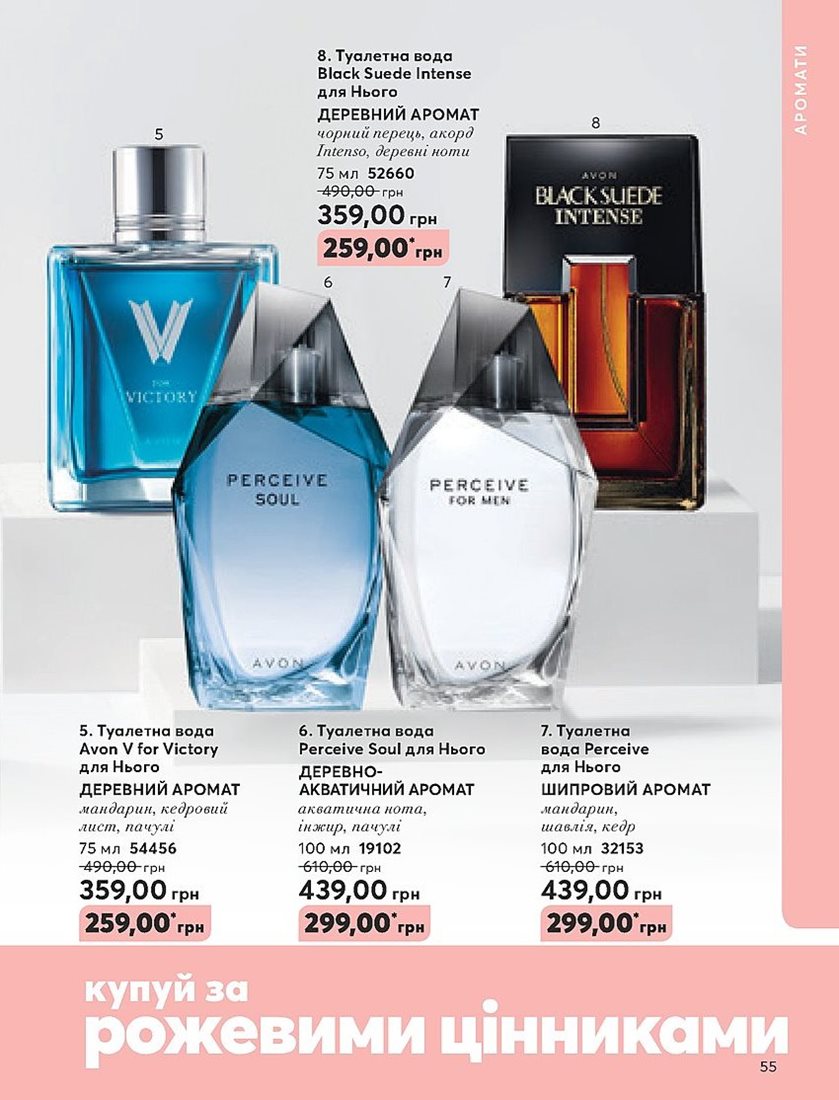 АРОМАТИ
8. Туалетна вода
Black Suede Intense
для Нього
ДЕРЕВНИЙ АРОМАТ
чорний перець, акорд
Intenso, деревні ноти
75 мл 52660
490,00 грн
359,00 грн
259,00* грн
5
8
AVON
BLACK SUEDE
INTENSE
6
7
V
FOR
VICTORY
PERCEIVE
SOUL
AVON
PERCEIVE
FOR MEN
AVON
5. Туалетна вода
Avon V for Victory
для Нього
ДЕРЕВНИЙ АРОМАТ
мандарин, кедровий
лист, пачулі
75 мл 54456
490,00 грн
359,00 грн
259,00* грн
6. Туалетна вода
Perceive Soul для Нього
ДЕРЕВНО-
АКВАТИЧНИЙ АРОМАТ
акватична нота,
інжир, пачулі
100 мл 19102
610,00 грн
439,00 грн
299,00* грн
7. Туалетна
вода Perceive
для Нього
ШИПРОВИЙ АРОМАТ
мандарин,
шавлія, кедр
100 мл 32153
610,00 грн
439,00 грн
299,00* грн
купуй за
рожевими цінниками
55